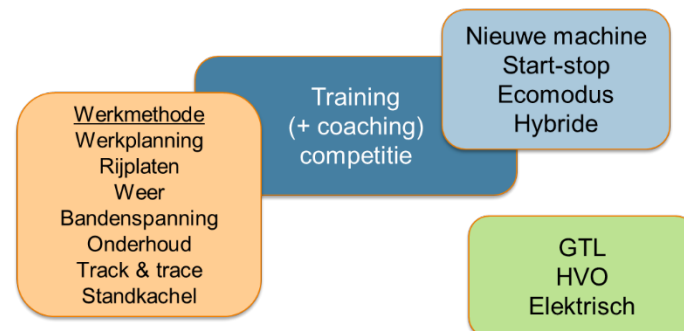 Nieuwe machine
Start-stop
Ecomodus
Hybride
Training
(+ coaching)
competitie
Werkmethode
Werkplanning
Rijplaten
Weer
Bandenspanning
Onderhoud
Track & trace
Standkachel
GTL
HVO
Elektrisch